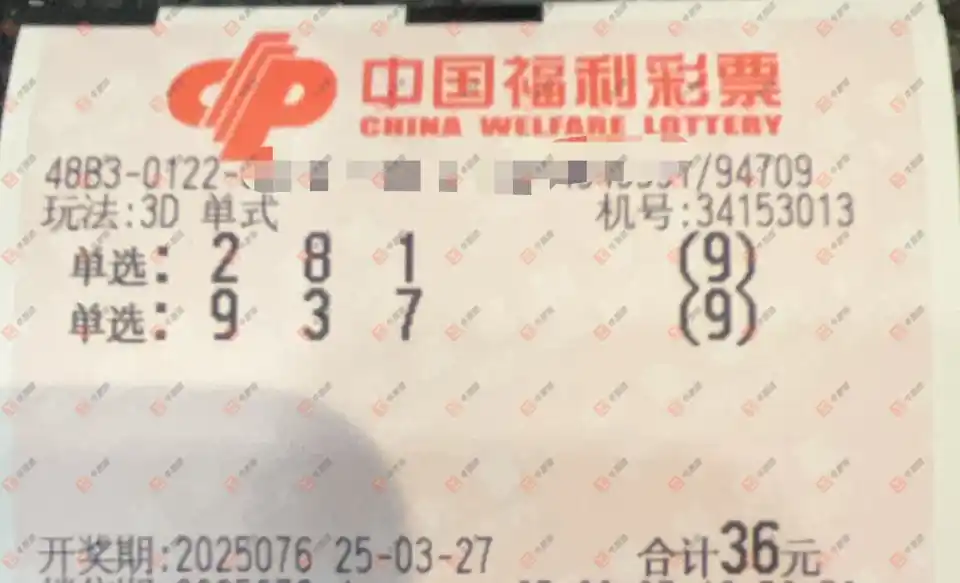 中国福利彩票
CHINA WELFARE LOTTERY
48B3-0122- /94709
玩法:3D 单式 机号:34153013
单选: 2 8 1 (9)
单选: 9 3 7 (9)
开奖期:2025076 25-03-27 合计36元